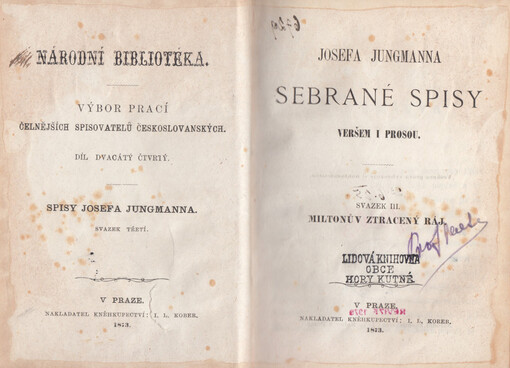 NÁRODNÍ BIBLIOTÉKA.
VÝBOR PRACÍ
ČELNĚJŠÍCH SPISOVATELŮ ČESKOSLOVANSKÝCH.
DÍL DVACÁTÝ ČTVRTÝ.
SPISY JOSEFA JUNGMANNA.
SVAZEK TŘETÍ.
V PRAZE.
NAKLADATEL KNĚHKUPECTVÍ: I. L. KOBER.
1873.
JOSEFA JUNGMANNA
SEBRANÉ SPISY
VERŠEM I PROSOU.
SVAZEK III.
MILTONŮV ZTRACENÝ RÁJ.
LIDOVÁ KNIHOVNA
OBCE
HORY KUTNÉ
V PRAZE.
NAKLADATEL KNĚHKUPECTVÍ: I. L. KOBER.
1873.